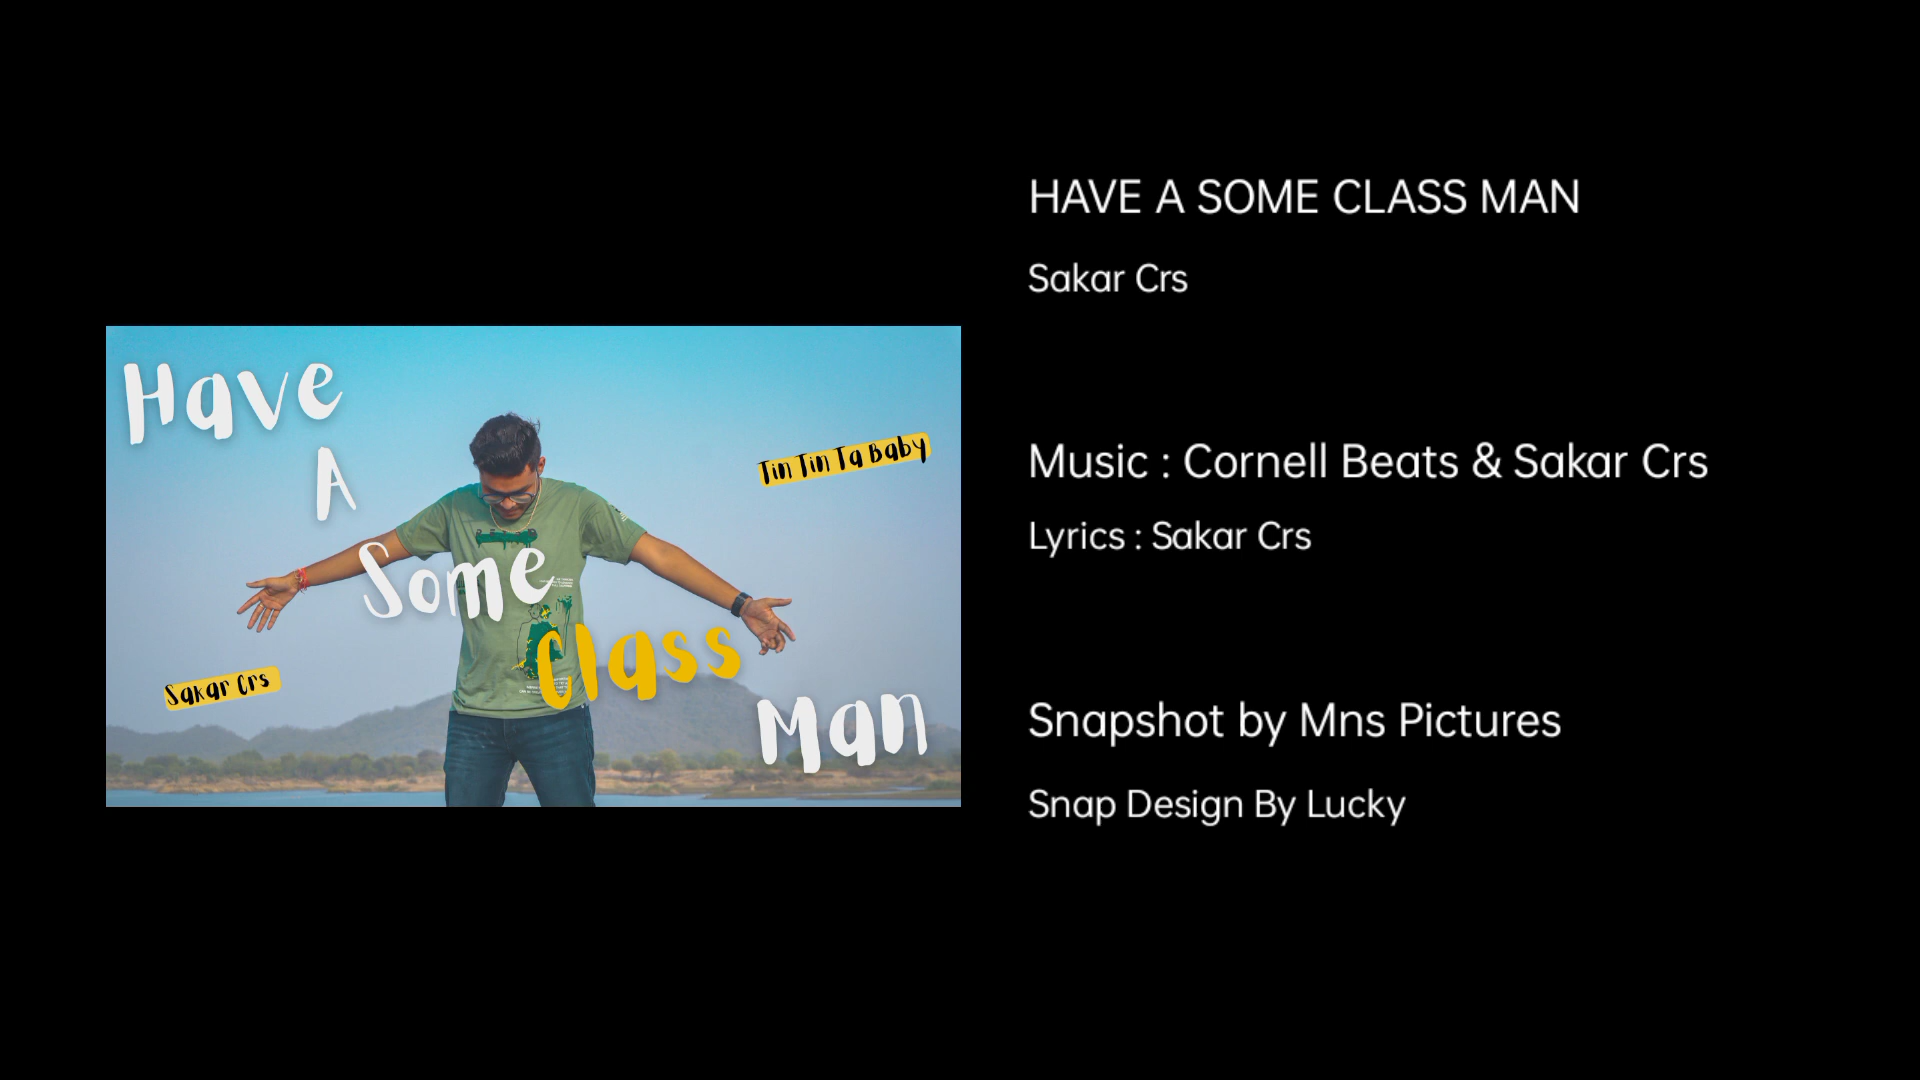 Have
A
Some
Class
Man
Tin Tin Ta Baby
Sakar Crs
HAVE A SOME CLASS MAN
Sakar Crs
Music : Cornell Beats & Sakar Crs
Lyrics : Sakar Crs
Snapshot by Mns Pictures
Snap Design By Lucky